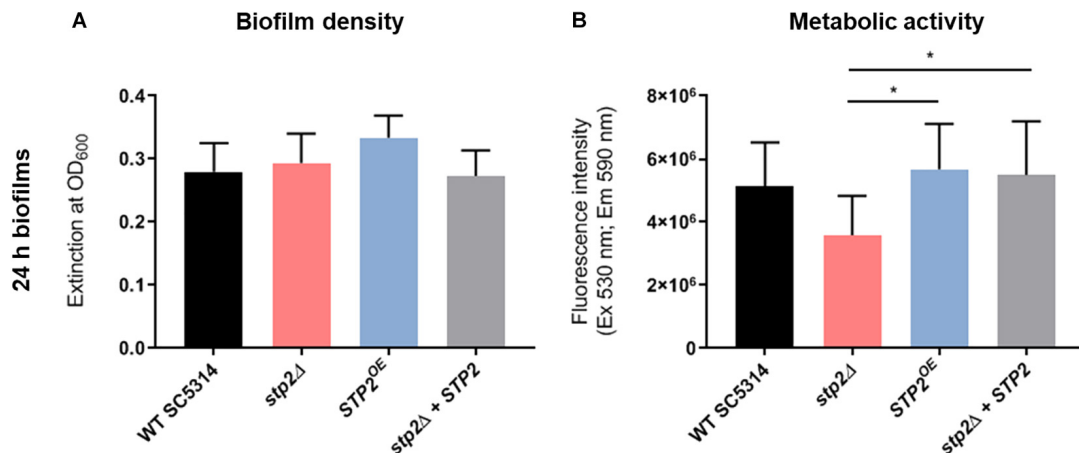 A
Biofilm density
24 h biofilms
Extinction at OD600
0.4
0.3
0.2
0.1
0.0
WT SC5314
stp2Δ
STP2OE
stp2Δ + STP2
B
Metabolic activity
*
*
Fluorescence intensity
(Ex 530 nm; Em 590 nm)
8×10⁶
6×10⁶
4×10⁶
2×10⁶
0
WT SC5314
stp2Δ
STP2OE
stp2Δ + STP2